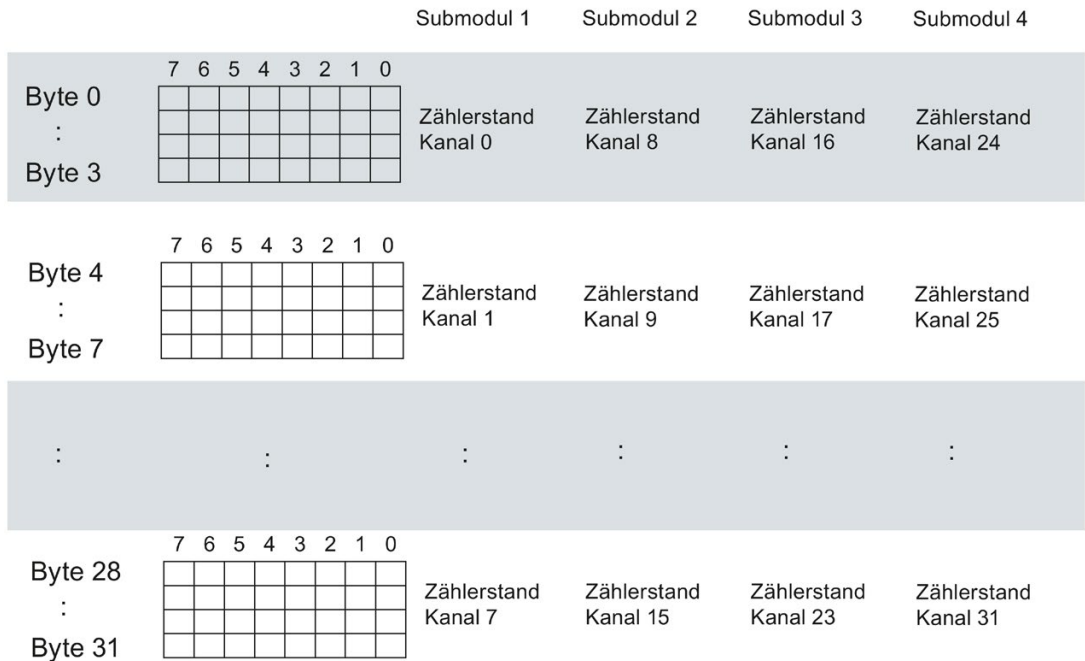 Submodul 1 Submodul 2 Submodul 3 Submodul 4
7 6 5 4 3 2 1 0
Byte 0
:
Byte 3
Zählerstand
Kanal 0
Zählerstand
Kanal 8
Zählerstand
Kanal 16
Zählerstand
Kanal 24
7 6 5 4 3 2 1 0
Byte 4
:
Byte 7
Zählerstand
Kanal 1
Zählerstand
Kanal 9
Zählerstand
Kanal 17
Zählerstand
Kanal 25
: : : : : :
7 6 5 4 3 2 1 0
Byte 28
:
Byte 31
Zählerstand
Kanal 7
Zählerstand
Kanal 15
Zählerstand
Kanal 23
Zählerstand
Kanal 31